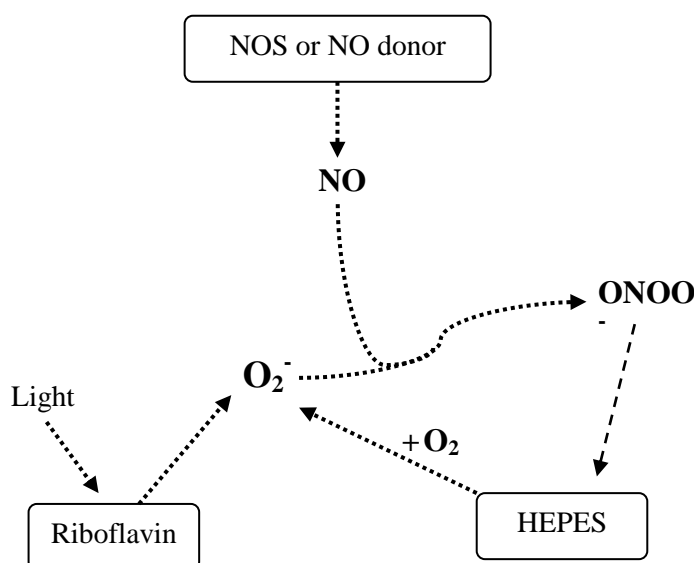 NOS or NO donor
NO
ONOO
-
O₂⁻
Light
+ O₂
Riboflavin
HEPES